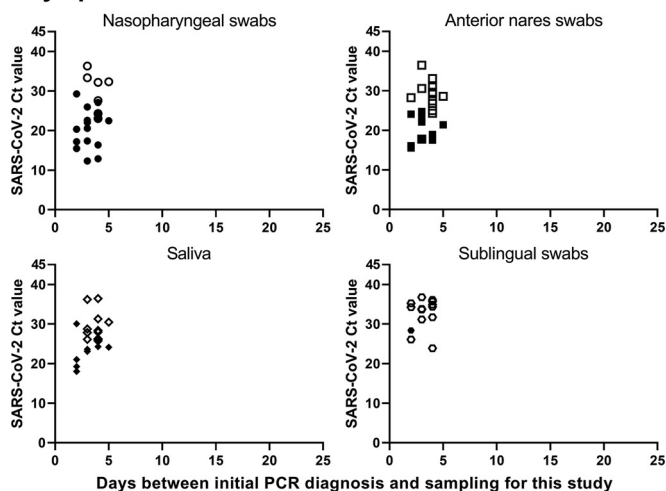 Nasopharyngeal swabs
Anterior nares swabs
SARS-CoV-2 Ct value
45
40
30
20
10
0
0 5 10 15 20 25
SARS-CoV-2 Ct value
45
40
30
20
10
0
0 5 10 15 20 25
Saliva
Sublingual swabs
SARS-CoV-2 Ct value
45
40
30
20
10
0
0 5 10 15 20 25
SARS-CoV-2 Ct value
45
40
30
20
10
0
0 5 10 15 20 25
Days between initial PCR diagnosis and sampling for this study